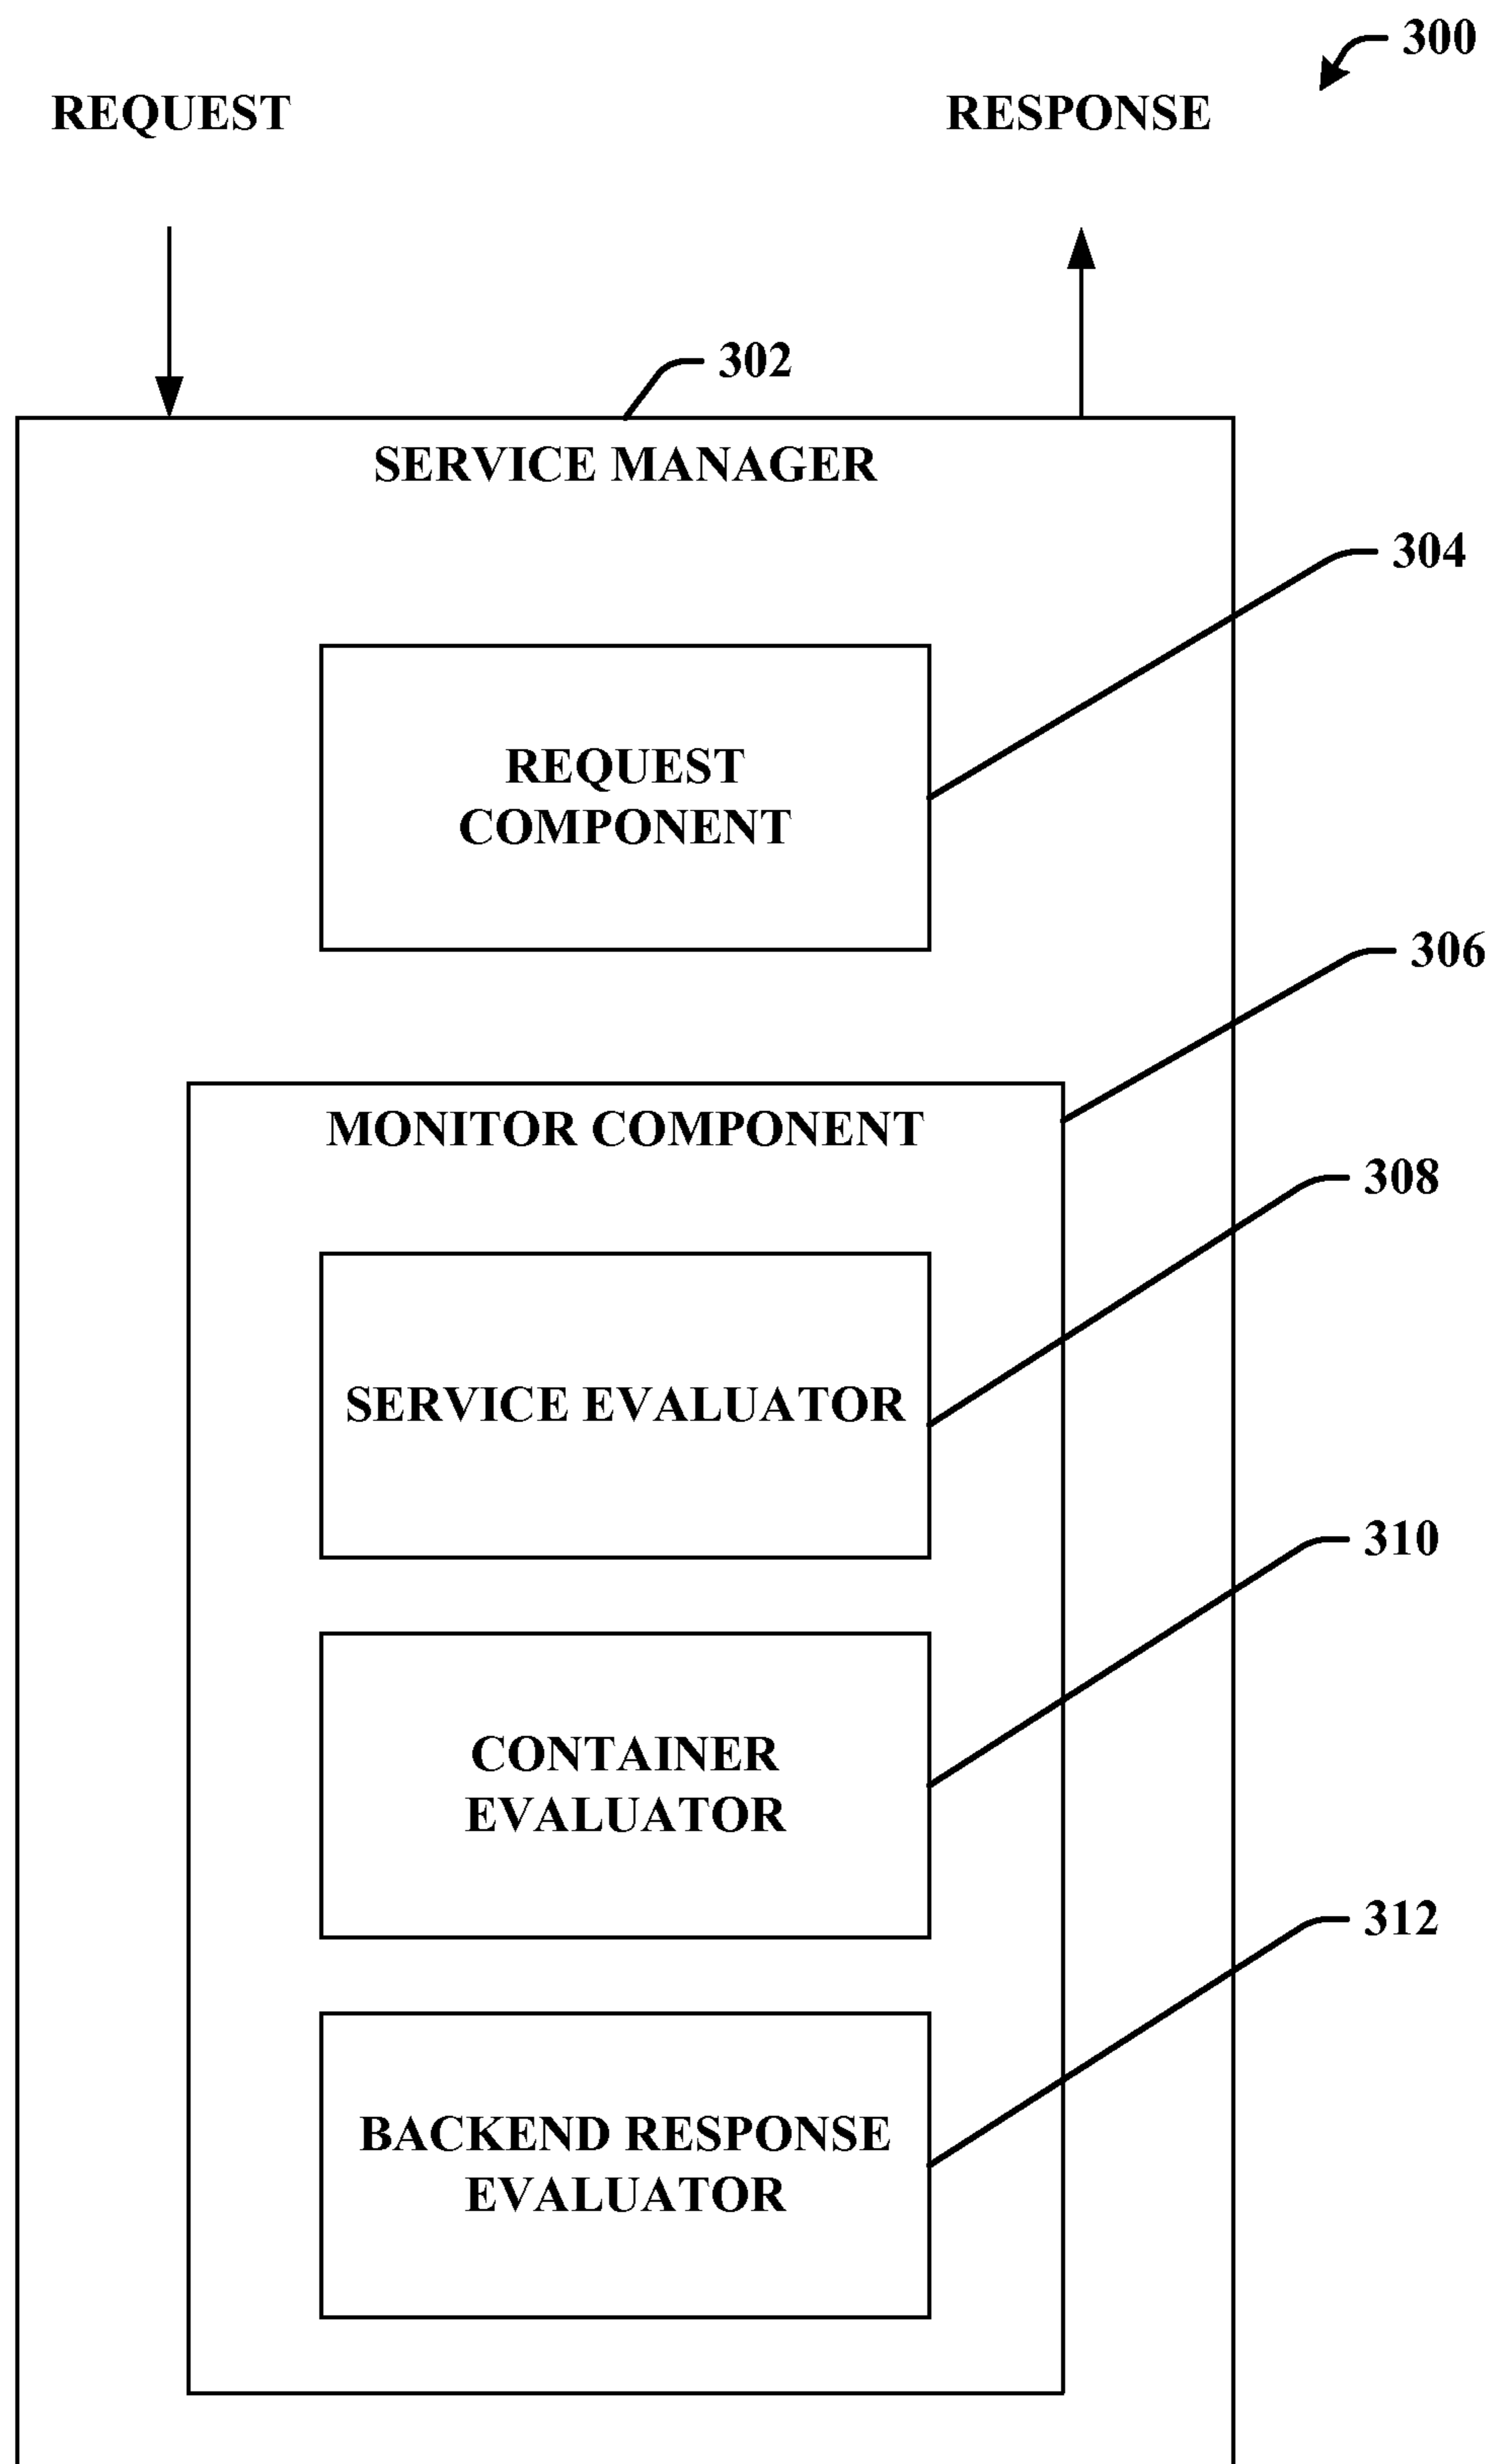 300
REQUEST
RESPONSE
302
SERVICE MANAGER
304
REQUEST
COMPONENT
306
MONITOR COMPONENT
308
SERVICE EVALUATOR
310
CONTAINER
EVALUATOR
312
BACKEND RESPONSE
EVALUATOR